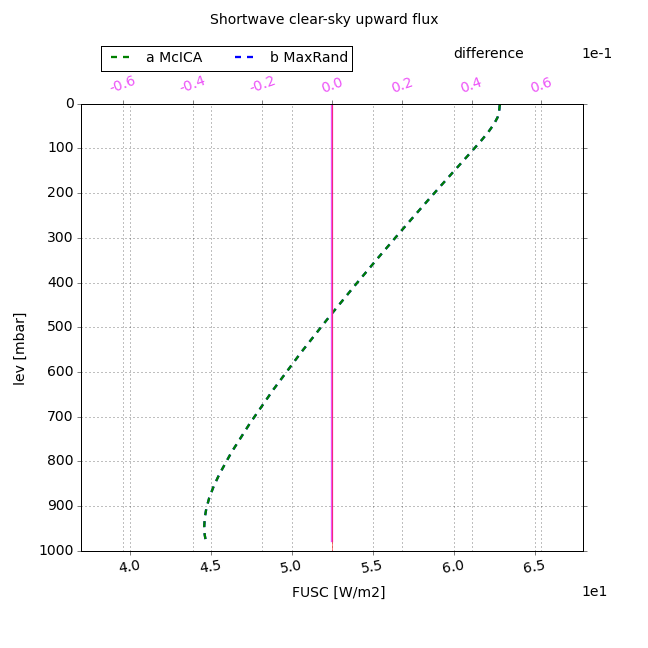 Shortwave clear-sky upward flux
a McICA b MaxRand difference 1e-1
-0.6 -0.4 -0.2 0.0 0.2 0.4 0.6
0
100
200
300
400
500
600
700
800
900
1000
lev [mbar]
4.0 4.5 5.0 5.5 6.0 6.5
FUSC [W/m2] 1e1